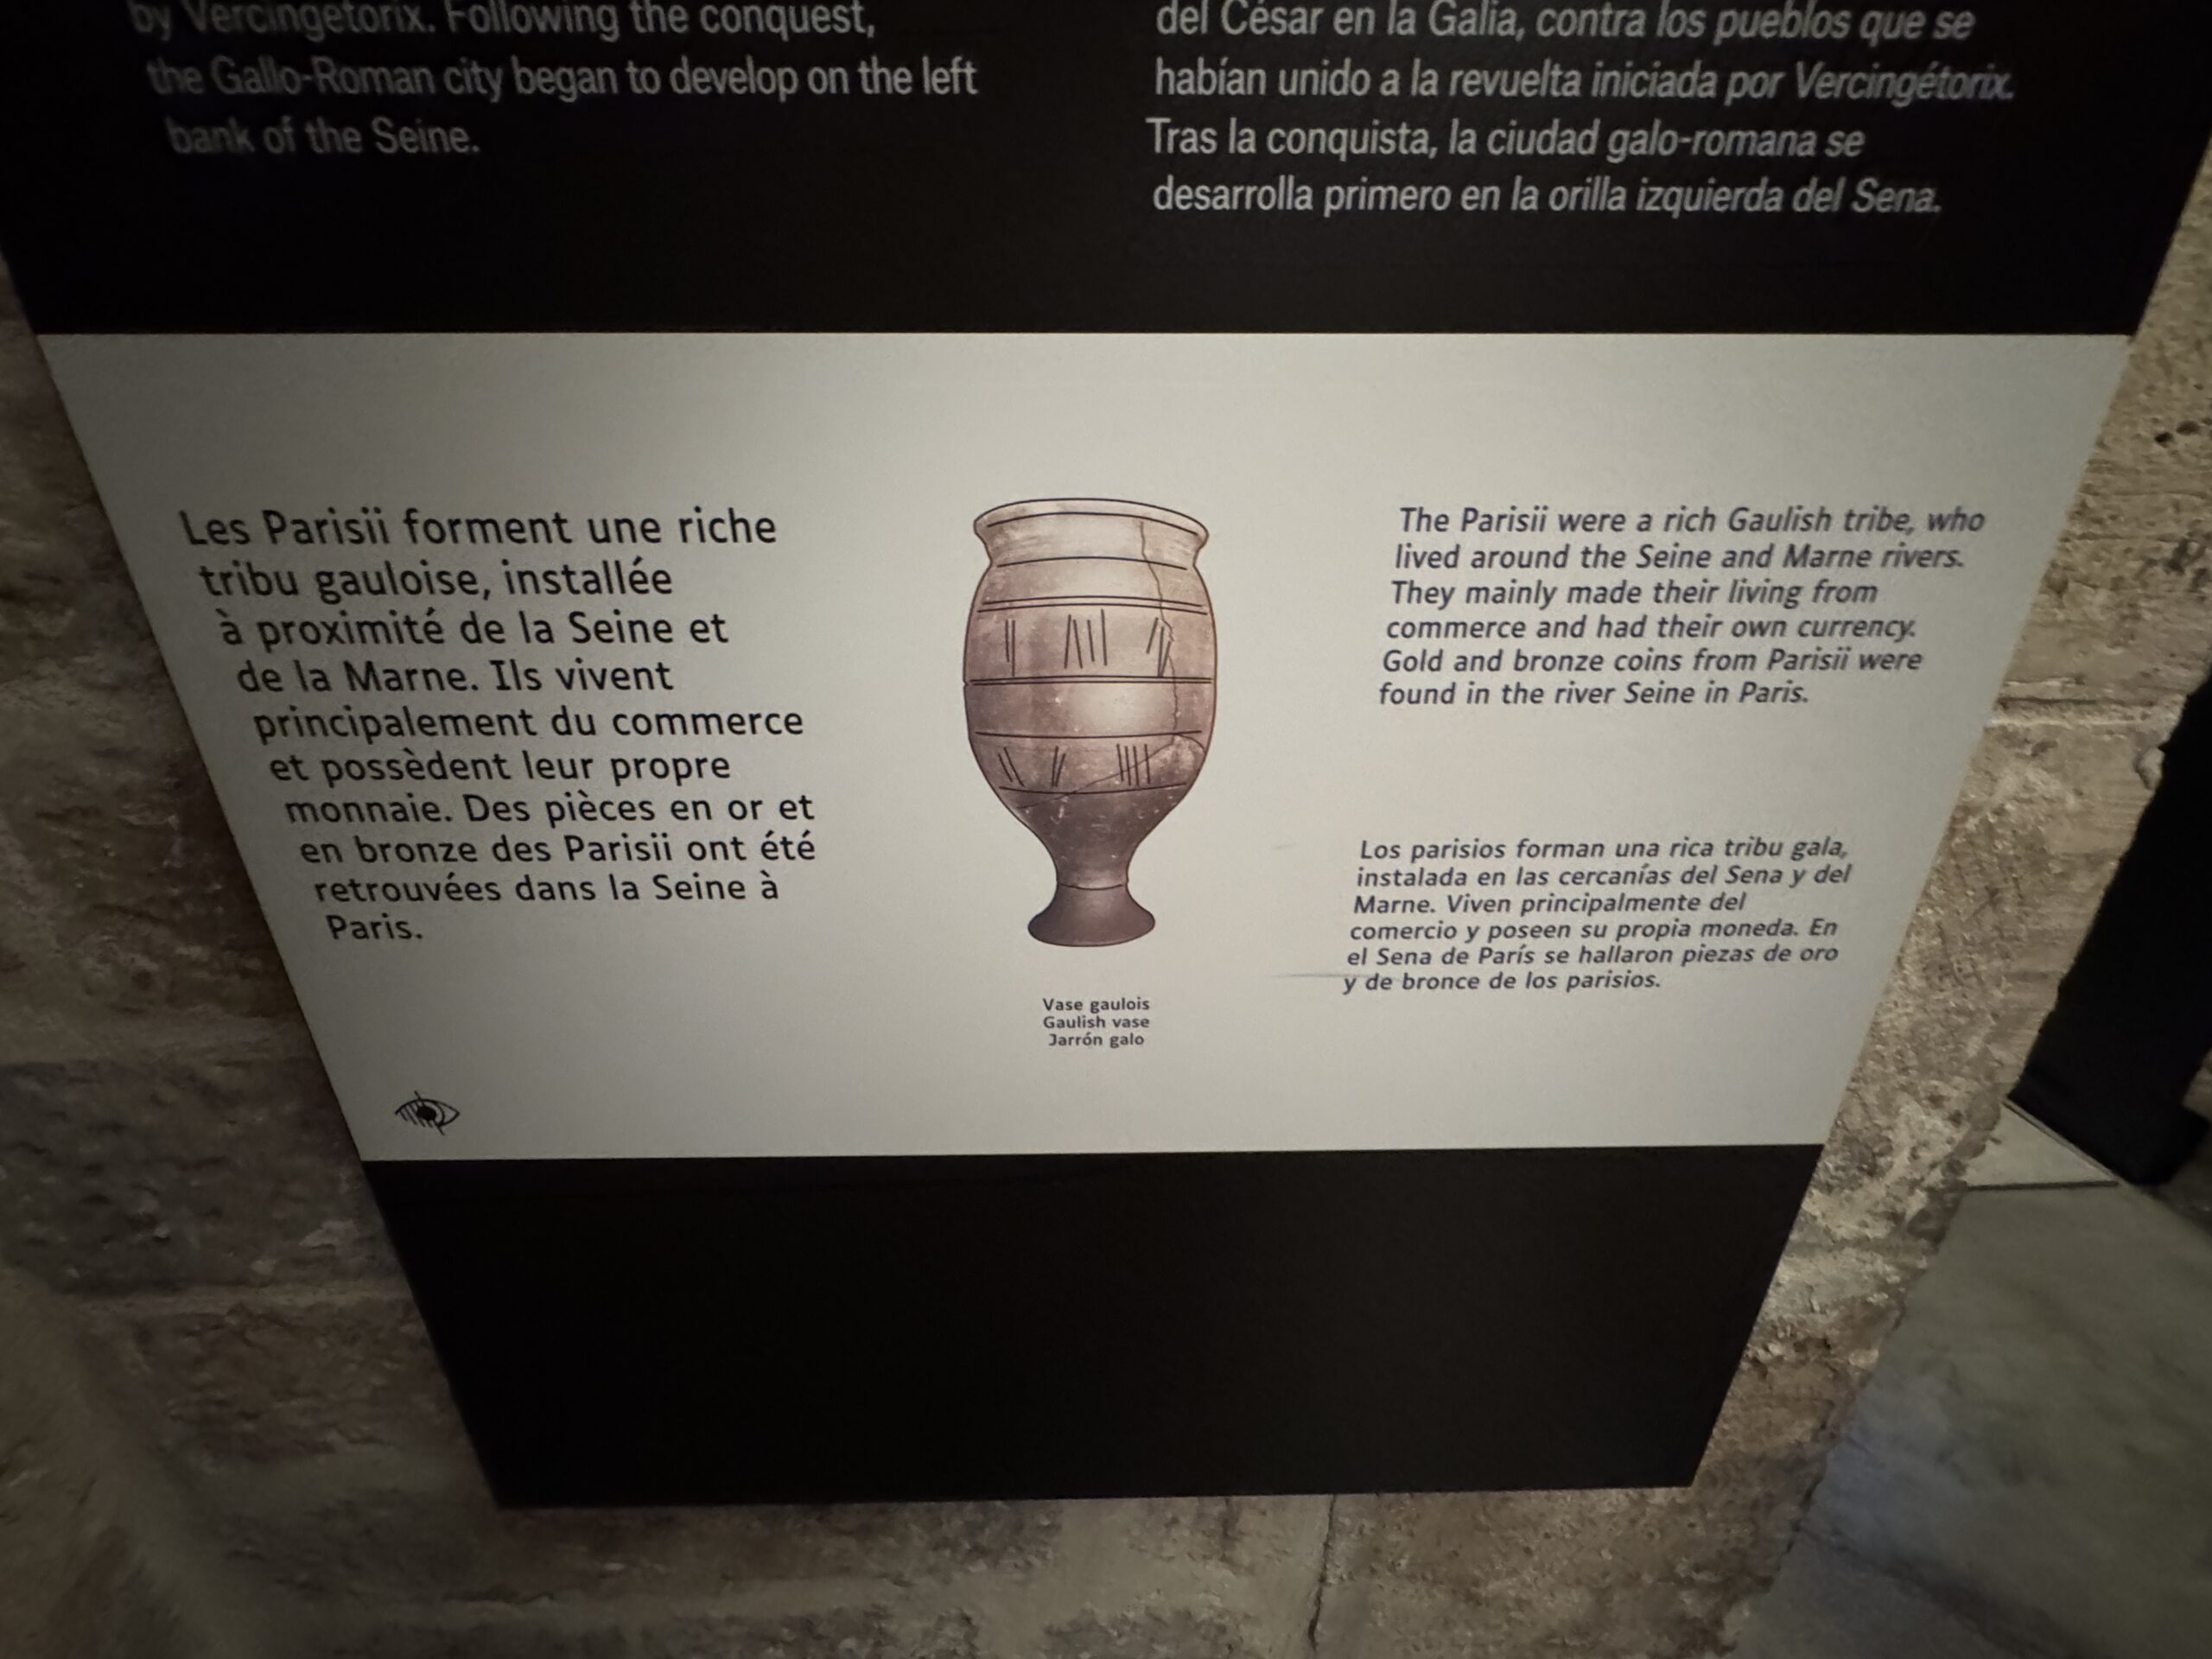 by Vercingetorix. Following the conquest,
the Gallo-Roman city began to develop on the left
bank of the Seine.
del César en la Galia, contra los pueblos que se
habían unido a la revuelta iniciada por Vercingétorix.
Tras la conquista, la ciudad galo-romana se
desarrolla primero en la orilla izquierda del Sena.
Les Parisii forment une riche
tribu gauloise, installée
à proximité de la Seine et
de la Marne. Ils vivent
principalement du commerce
et possèdent leur propre
monnaie. Des pièces en or et
en bronze des Parisii ont été
retrouvées dans la Seine à
Paris.
Vase gaulois
Gaulish vase
Jarrón galo
The Parisii were a rich Gaulish tribe, who
lived around the Seine and Marne rivers.
They mainly made their living from
commerce and had their own currency.
Gold and bronze coins from Parisii were
found in the river Seine in Paris.
Los parisios forman una rica tribu gala,
instalada en las cercanías del Sena y del
Marne. Viven principalmente del
comercio y poseen su propia moneda. En
el Sena de París se hallaron piezas de oro
y de bronce de los parisios.